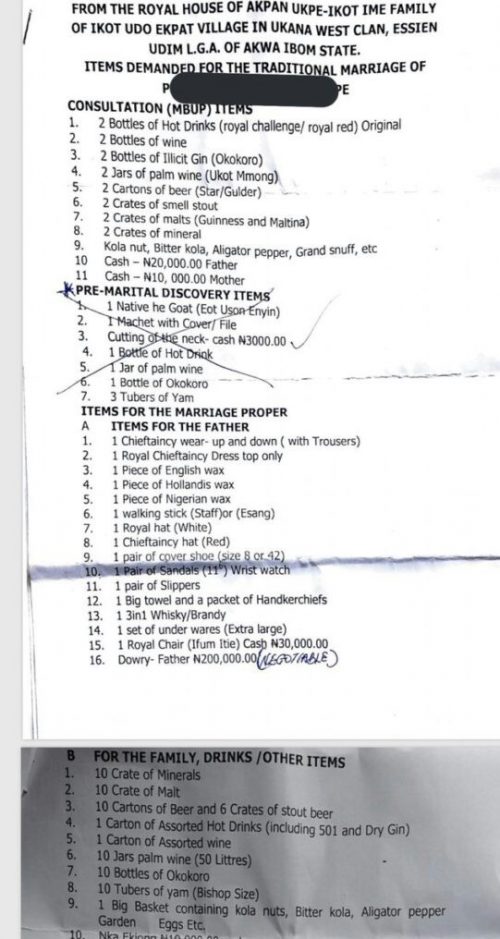 FROM THE ROYAL HOUSE OF AKPAN UKPE-IKOT IME FAMILY
OF IKOT UDO EKPAT VILLAGE IN UKANA WEST CLAN, ESSIEN
UDIM L.G.A. OF AKWA IBOM STATE.
ITEMS DEMANDED FOR THE TRADITIONAL MARRIAGE OF
P PE
CONSULTATION (MBUP) ITEMS
1. 2 Bottles of Hot Drinks (royal challenge/ royal red) Original
2. 2 Bottles of wine
3. 2 Bottles of Illicit Gin (Okokoro)
4. 2 Jars of palm wine (Ukot Mmong)
5. 2 Cartons of beer (Star/Gulder)
6. 2 Crates of smell stout
7. 2 Crates of malts (Guinness and Maltina)
8. 2 Crates of mineral
9. Kola nut, Bitter kola, Aligator pepper, Grand snuff, etc
10 Cash – ₦20,000.00 Father
11 Cash – ₦10, 000.00 Mother
PRE-MARITAL DISCOVERY ITEMS
1. 1 Native he Goat (Eot Uson Enyin)
2. 1 Machet with Cover/ File
3. Cutting of the neck- cash ₦3000.00
4. 1 Bottle of Hot Drink
5. 1 Jar of palm wine
6. 1 Bottle of Okokoro
7. 3 Tubers of Yam
ITEMS FOR THE MARRIAGE PROPER
A ITEMS FOR THE FATHER
1. 1 Chieftaincy wear- up and down ( with Trousers)
2. 1 Royal Chieftaincy Dress top only
3. 1 Piece of English wax
4. 1 Piece of Hollandis wax
5. 1 Piece of Nigerian wax
6. 1 walking stick (Staff)or (Esang)
7. 1 Royal hat (White)
8. 1 Chieftaincy hat (Red)
9. 1 pair of cover shoe (size 8 or 42)
10. 1 Pair of Sandals (11") Wrist watch
11. 1 pair of Slippers
12. 1 Big towel and a packet of Handkerchiefs
13. 1 3in1 Whisky/Brandy
14. 1 set of under wares (Extra large)
15. 1 Royal Chair (Ifum Itie) Cash ₦30,000.00
16. Dowry- Father ₦200,000.00 (NEGOTIABLE)
B FOR THE FAMILY, DRINKS /OTHER ITEMS
1. 10 Crate of Minerals
2. 10 Crate of Malt
3. 10 Cartons of Beer and 6 Crates of stout beer
4. 1 Carton of Assorted Hot Drinks (including 501 and Dry Gin)
5. 1 Carton of Assorted wine
6. 10 Jars palm wine (50 Littres)
7. 10 Bottles of Okokoro
8. 10 Tubers of yam (Bishop Size)
9. 1 Big Basket containing kola nuts, Bitter kola, Aligator pepper
Garden Eggs Etc.
10.